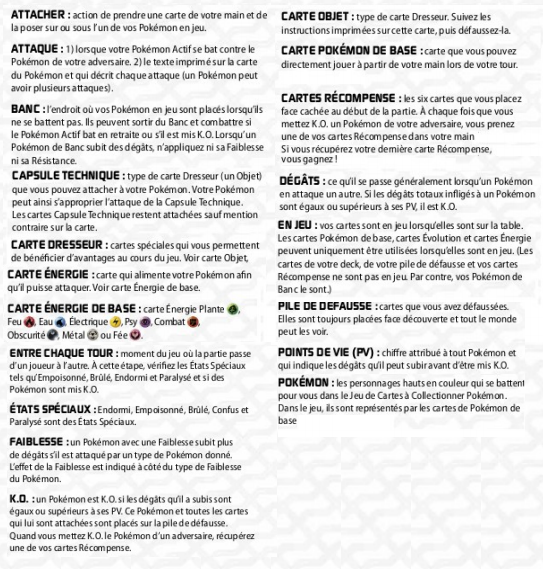 ATTACHER : action de prendre une carte de votre main et de
la poser sur ou sous l'un de vos Pokémon en jeu.
ATTAQUE : 1) lorsque votre Pokémon Actif se bat contre le
Pokémon de votre adversaire. 2) le texte imprimé sur la carte
du Pokémon et qui décrit chaque attaque (un Pokémon peut
avoir plusieurs attaques).
BANC : l'endroit où vos Pokémon en jeu sont placés lorsqu'ils
ne se battent pas. Ils peuvent sortir du Banc et combattre si
le Pokémon Actif bat en retraite ou s'il est mis K.O. Lorsqu'un
Pokémon de Banc subit des dégâts, n'appliquez ni sa Faiblesse
ni sa Résistance.
CAPSULE TECHNIQUE : type de carte Dresseur (un Objet)
que vous pouvez attacher à votre Pokémon. Votre Pokémon
peut ainsi s'approprier l'attaque de la Capsule Technique.
Les cartes Capsule Technique restent attachées sauf mention
contraire sur la carte.
CARTE DRESSEUR : cartes spéciales qui vous permettent
de bénéficier d'avantages au cours du jeu. Voir carte Objet,
CARTE ÉNERGIE : carte qui alimente votre Pokémon afin
qu'il puisse attaquer. Voir carte Énergie de base.
CARTE ÉNERGIE DE BASE : carte Énergie Plante ,
Feu , Eau , Électrique , Psy , Combat ,
Obscurité , Métal ou Fée .
ENTRE CHAQUE TOUR : moment du jeu où la partie passe
d'un joueur à l'autre. À cette étape, vérifiez les États Spéciaux
tels qu'Empoisonné, Brûlé, Endormi et Paralysé et si des
Pokémon sont mis K.O.
ÉTATS SPÉCIAUX : Endormi, Empoisonné, Brûlé, Confus et
Paralysé sont des États Spéciaux.
FAIBLESSE : un Pokémon avec une Faiblesse subit plus
de dégâts s'il est attaqué par un type de Pokémon donné.
L'effet de la Faiblesse est indiqué à côté du type de Faiblesse
du Pokémon.
K.O. : un Pokémon est K.O. si les dégâts qu'il a subis sont
égaux ou supérieurs à ses PV. Ce Pokémon et toutes les cartes
qui lui sont attachées sont placés sur la pile de défausse.
Quand vous mettez K.O. le Pokémon d'un adversaire, récupérez
une de vos cartes Récompense.
CARTE OBJET : type de carte Dresseur. Suivez les
instructions imprimées sur cette carte, puis défaussez-la.
CARTE POKÉMON DE BASE : carte que vous pouvez
directement jouer à partir de votre main lors de votre tour.
CARTES RÉCOMPENSE : les six cartes que vous placez
face cachée au début de la partie. À chaque fois que vous
mettez K.O. un Pokémon de votre adversaire, vous prenez
une de vos cartes Récompense dans votre main
Si vous récupérez votre dernière carte Récompense,
vous gagnez !
DÉGÂTS : ce qu'il se passe généralement lorsqu'un Pokémon
en attaque un autre. Si les dégâts totaux infligés à un Pokémon
sont égaux ou supérieurs à ses PV, il est K.O.
EN JEU : vos cartes sont en jeu lorsqu'elles sont sur la table.
Les cartes Pokémon de base, cartes Évolution et cartes Énergie
peuvent uniquement être utilisées lorsqu'elles sont en jeu. (Les
cartes de votre deck, de votre pile de défausse et vos cartes
Récompense ne sont pas en jeu. Par contre, vos Pokémon de
Banc le sont.)
PILE DE DEFAUSSE : cartes que vous avez défaussées.
Elles sont toujours placées face découverte et tout le monde
peut les voir.
POINTS DE VIE (PV) : chiffre attribué à tout Pokémon et
qui indique les dégâts qu'il peut subir avant d'être mis K.O.
POKÉMON : les personnages hauts en couleur qui se battent
pour vous dans le Jeu de Cartes à Collectionner Pokémon.
Dans le jeu, ils sont représentés par les cartes de Pokémon de
base